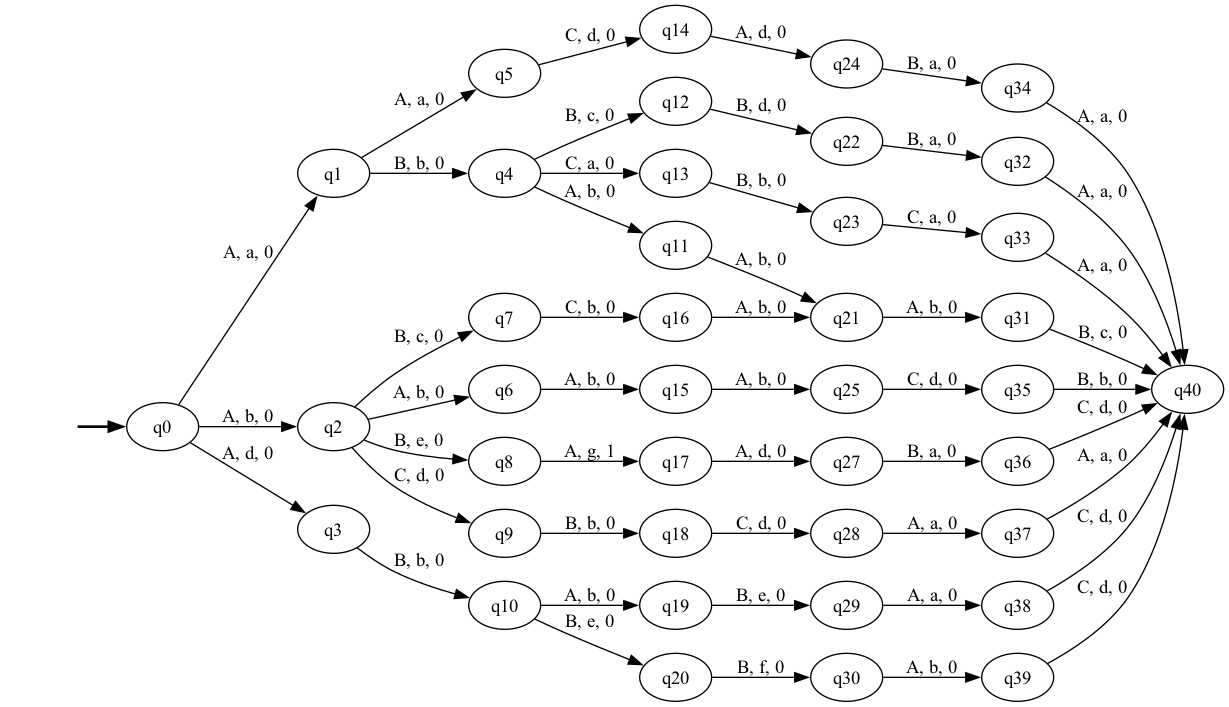 q14
C, d, 0
A, d, 0
q24
B, a, 0
q5
q34
A, a, 0
q12
B, c, 0
B, d, 0
A, a, 0
q22
B, a, 0
q32
q1
B, b, 0
q4
C, a, 0
q13
A, b, 0
B, b, 0
A, a, 0
q23
C, a, 0
q33
q11
A, a, 0
A, b, 0
A, a, 0
q7
C, b, 0
q16
A, b, 0
q21
A, b, 0
q31
B, c, 0
B, c, 0
q6
A, b, 0
q15
A, b, 0
q25
C, d, 0
q35
B, b, 0
q40
A, b, 0
C, d, 0
q0
A, b, 0
q2
B, e, 0
A, d, 0
q8
A, g, 1
q17
A, d, 0
q27
B, a, 0
q36
A, a, 0
C, d, 0
q3
q9
B, b, 0
q18
C, d, 0
q28
A, a, 0
q37
C, d, 0
B, b, 0
q10
A, b, 0
q19
B, e, 0
q29
A, a, 0
q38
C, d, 0
B, e, 0
q20
B, f, 0
q30
A, b, 0
q39